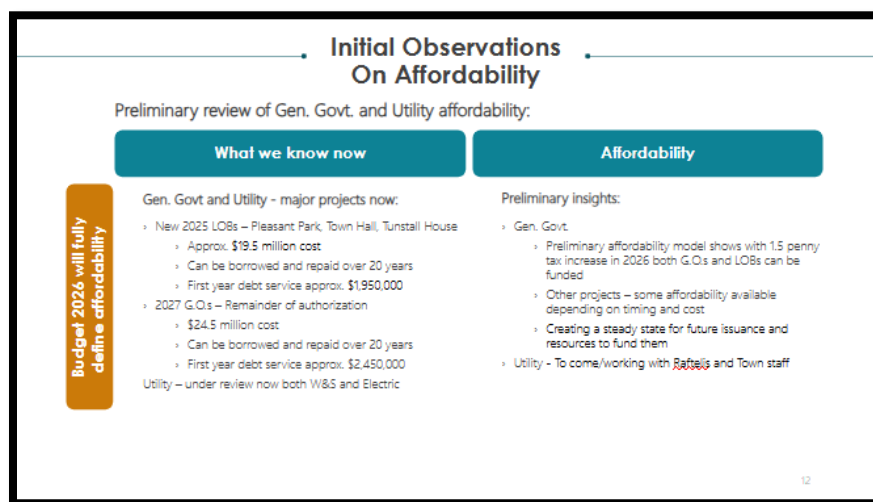 Initial Observations
On Affordability
Preliminary review of Gen. Govt. and Utility affordability:
What we know now
Affordability
Budget 2026 will fully
define affordability
Gen. Govt and Utility - major projects now:
› New 2025 LOBs – Pleasant Park, Town Hall, Tunstall House
› Approx. $19.5 million cost
› Can be borrowed and repaid over 20 years
› First year debt service approx. $1,950,000
› 2027 G.O.s – Remainder of authorization
› $24.5 million cost
› Can be borrowed and repaid over 20 years
› First year debt service approx. $2,450,000
Utility – under review now both W&S and Electric
Preliminary insights:
› Gen. Govt.
› Preliminary affordability model shows with 1.5 penny
tax increase in 2026 both G.O.s and LOBs can be
funded
› Other projects – some affordability available
depending on timing and cost
› Creating a steady state for future issuance and
resources to fund them
› Utility - To come/working with Raftelis and Town staff
12